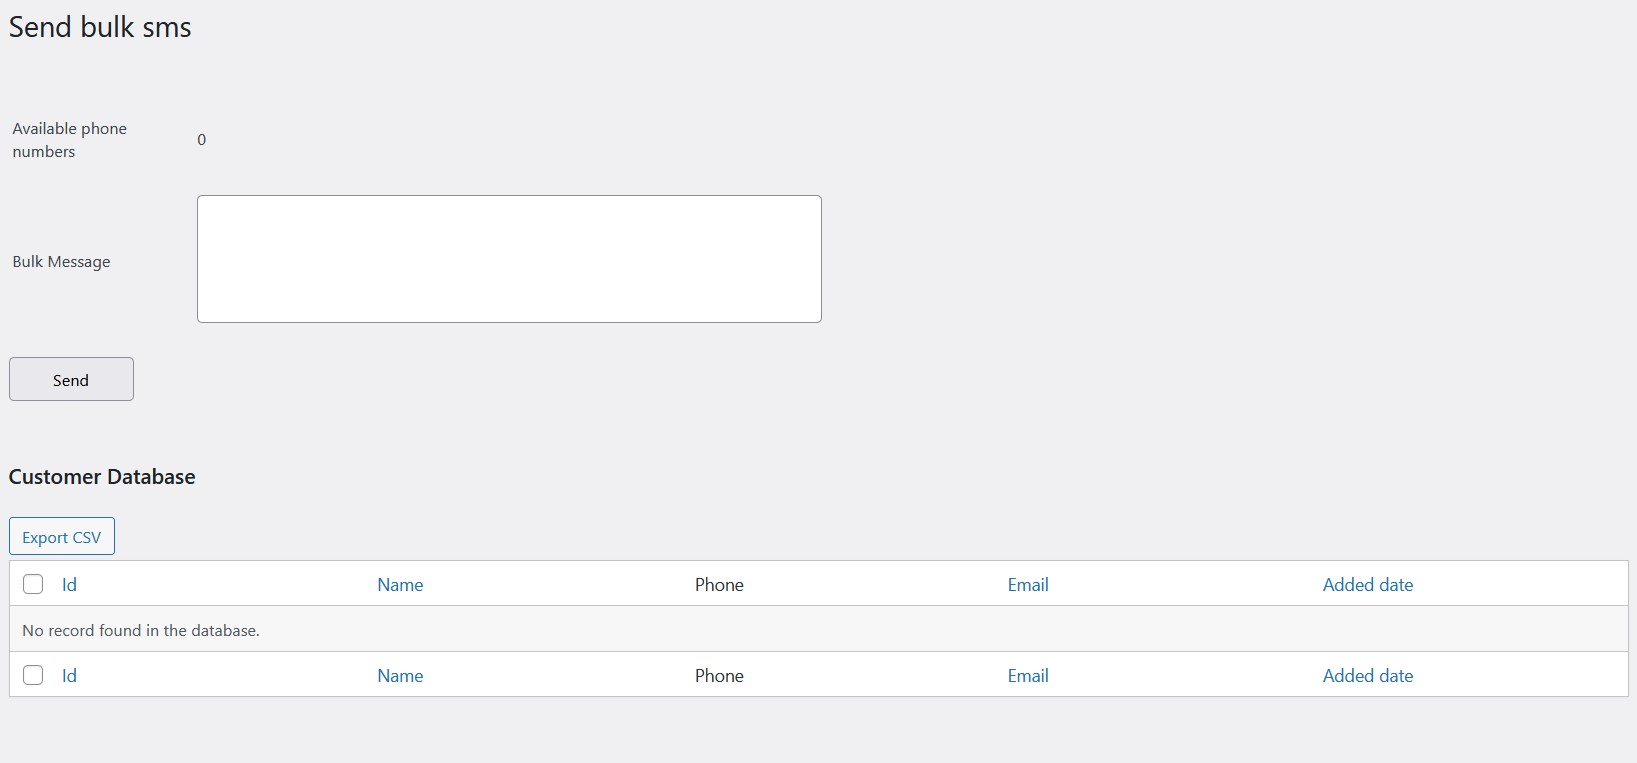 Send bulk sms
Available phone
numbers
0
Bulk Message
Send
Customer Database
Export CSV
Id Name Phone Email Added date
No record found in the database.
Id Name Phone Email Added date